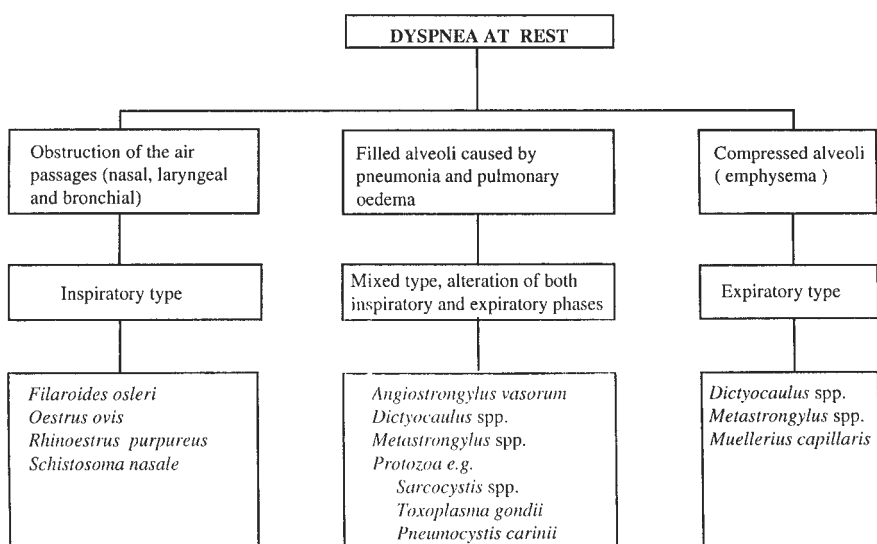 DYSPNEA AT REST
Obstruction of the air
passages (nasal, laryngeal
and bronchial)
Filled alveoli caused by
pneumonia and pulmonary
oedema
Compressed alveoli
( emphysema )
Inspiratory type
Mixed type, alteration of both
inspiratory and expiratory phases
Expiratory type
Filaroides osleri
Oestrus ovis
Rhinoestrus purpureus
Schistosoma nasale
Angiostrongylus vasorum
Dictyocaulus spp.
Metastrongylus spp.
Protozoa e.g.
Sarcocystis spp.
Toxoplasma gondii
Pneumocystis carinii
Dictyocaulus spp.
Metastrongylus spp.
Muellerius capillaris